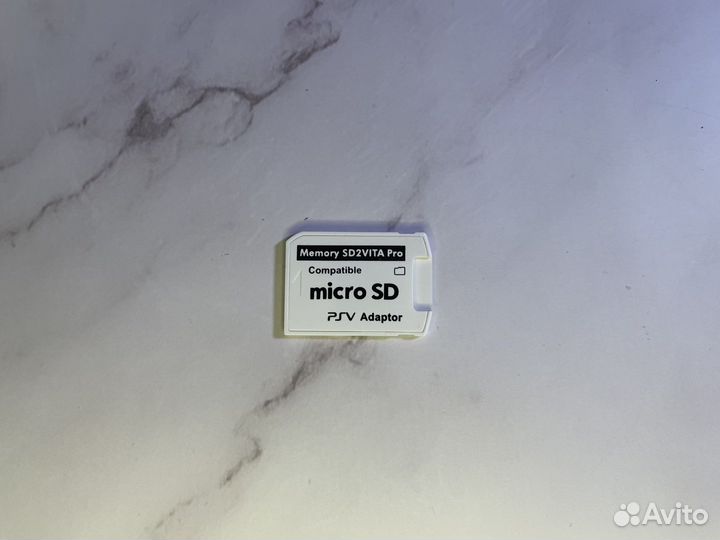 Memory SD2VITA Pro
Compatible
micro SD
PSV Adaptor
Avito